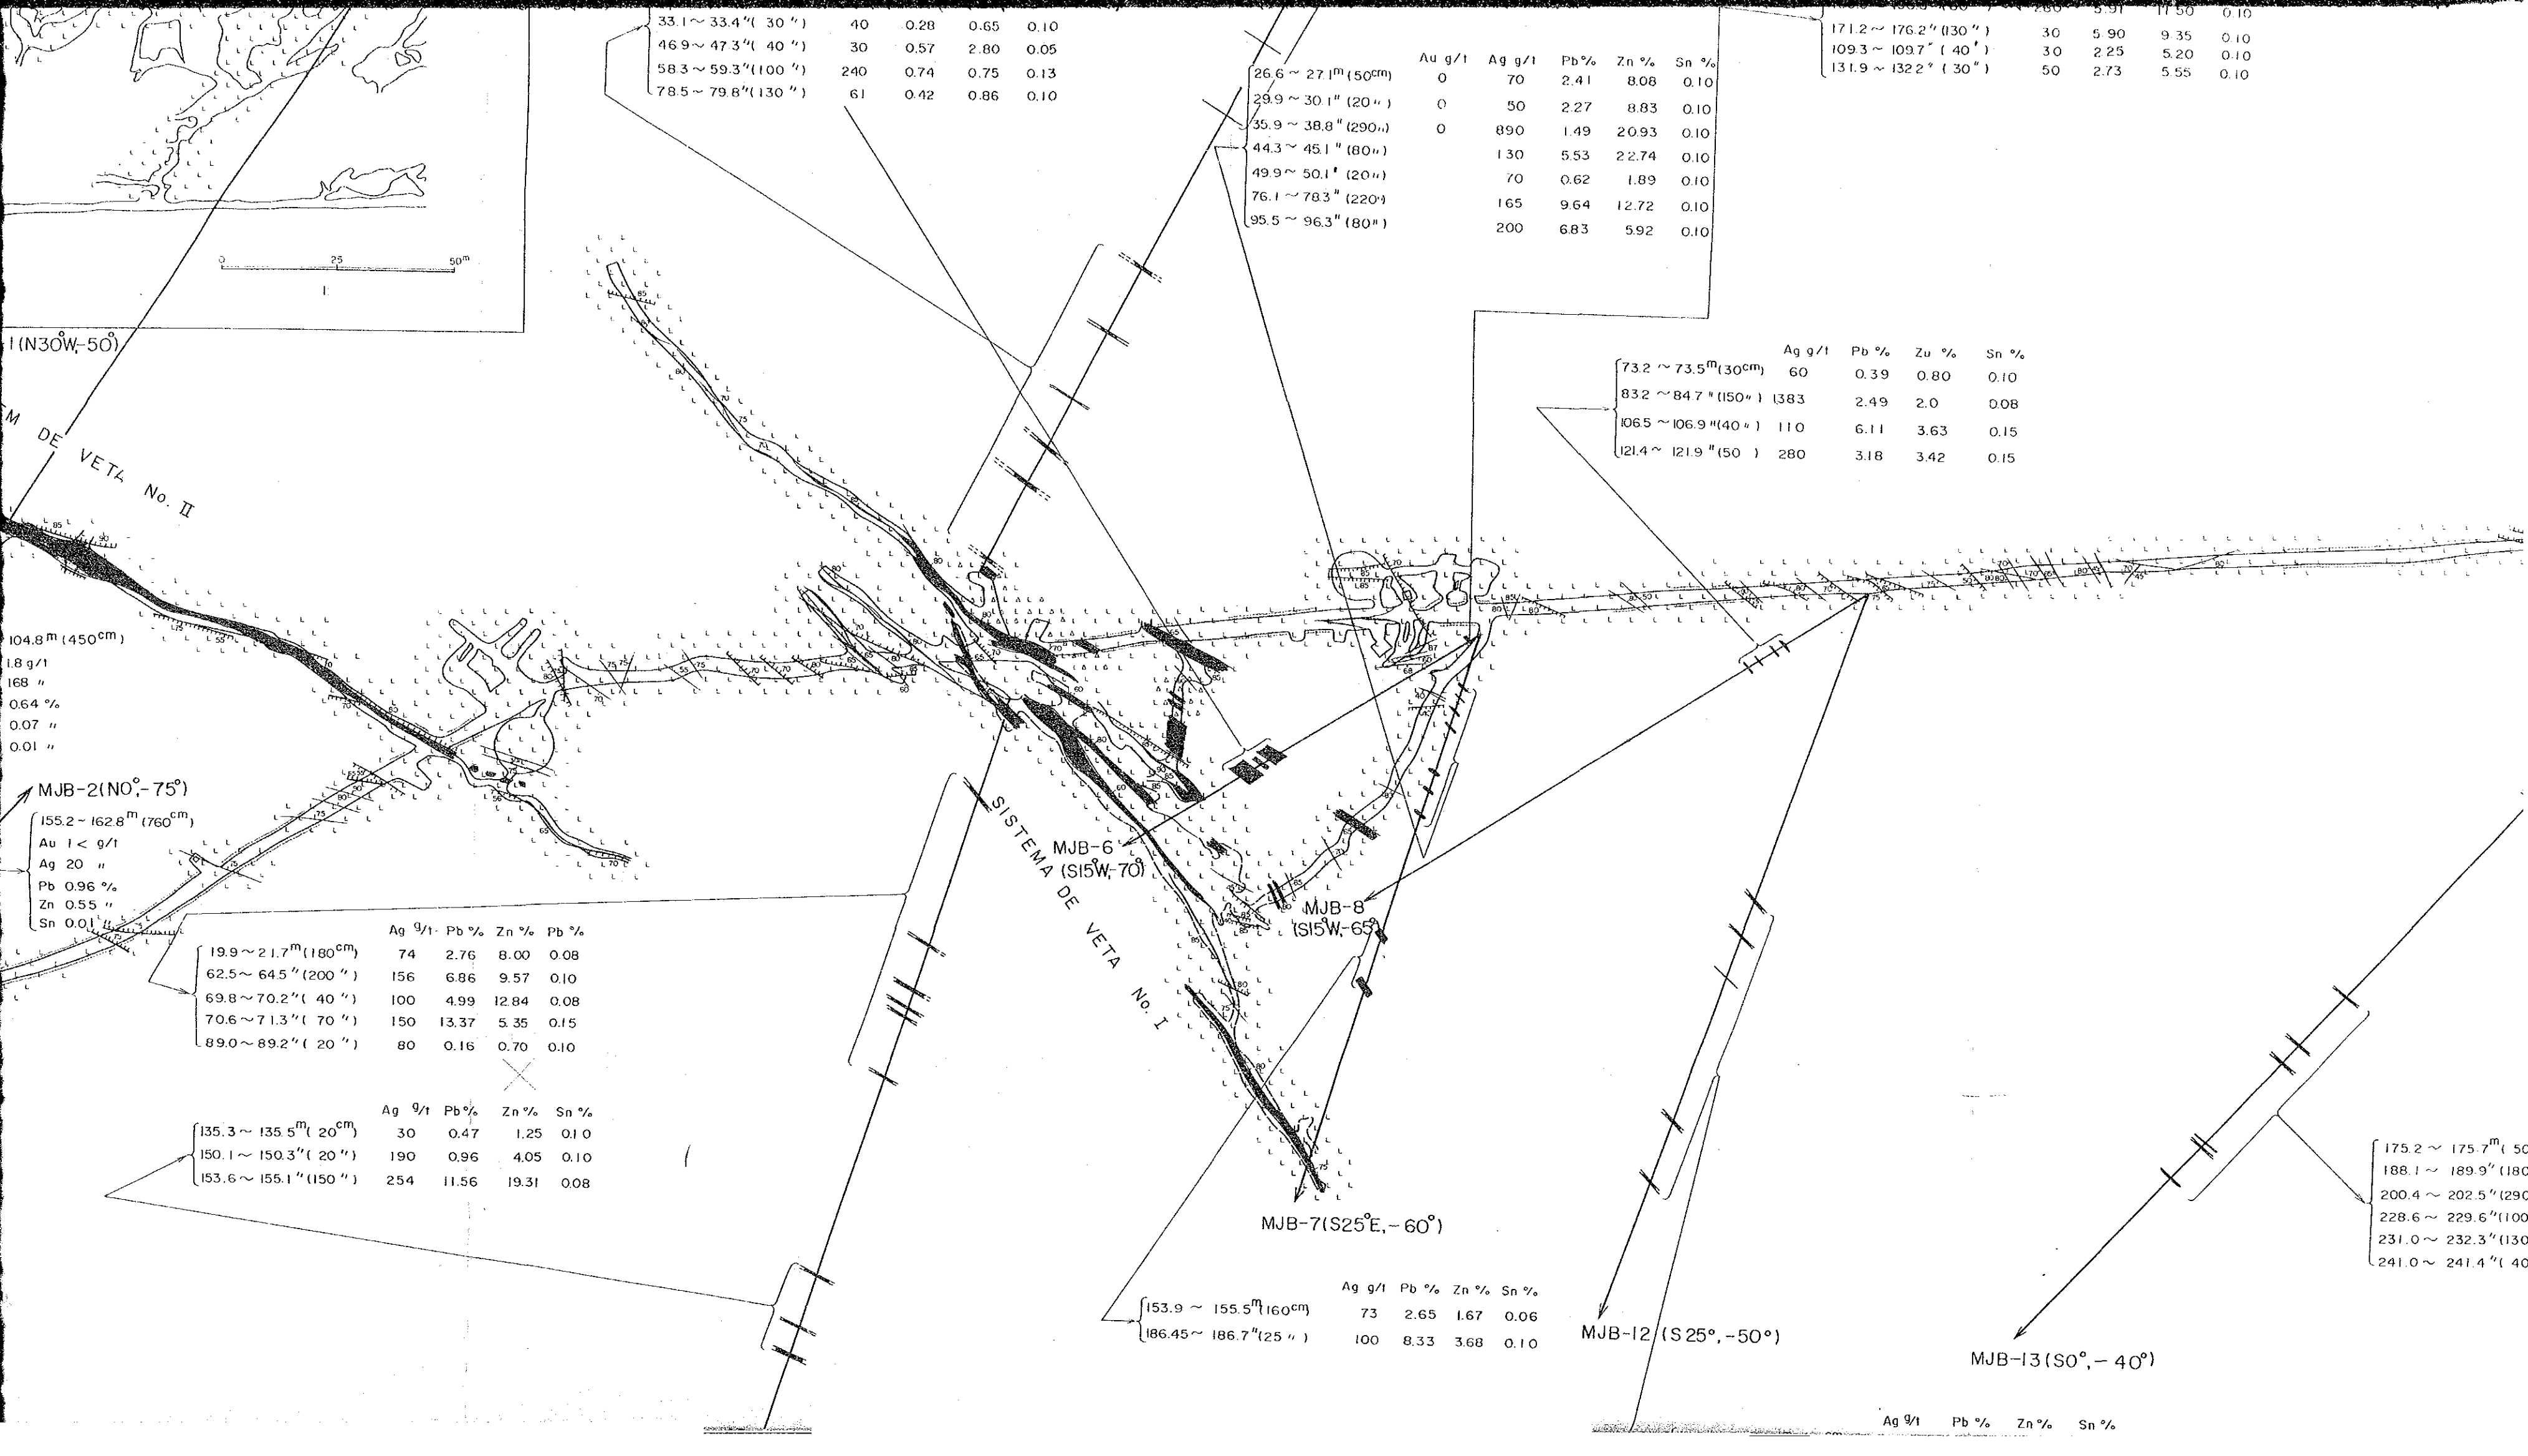 33.1 ~ 33.4 "( 30 ") 40 0.28 0.65 0.10
46.9 ~ 47.3 "( 40 ") 30 0.57 2.80 0.05
58.3 ~ 59.3 "(100 ") 240 0.74 0.75 0.13
78.5 ~ 79.8 "(130 ") 61 0.42 0.86 0.10
Au g/t Ag g/t Pb% Zn % Sn %
26.6 ~ 27.1m (50cm) 0 70 2.41 8.08 0.10
29.9 ~ 30.1" (20") 0 50 2.27 8.83 0.10
35.9 ~ 38.8" (290") 0 890 1.49 20.93 0.10
44.3 ~ 45.1" (80") 130 5.53 22.74 0.10
49.9 ~ 50.1" (20") 70 0.62 1.89 0.10
76.1 ~ 78.3" (220") 165 9.64 12.72 0.10
95.5 ~ 96.3" (80") 200 6.83 5.92 0.10
5.91 17.50 0.10
171.2 ~ 176.2" (130 ") 30 5.90 9.35 0.10
109.3 ~ 109.7" ( 40 ") 30 2.25 5.20 0.10
131.9 ~ 132.2" ( 30 ") 50 2.73 5.55 0.10
0 25 50m
1 (N30°W,-50°)
M DE VETA No. II
Ag g/t Pb % Zu % Sn %
73.2 ~ 73.5m(30cm) 60 0.39 0.80 0.10
83.2 ~ 84.7 "(150" ) 1,383 2.49 2.0 0.08
106.5 ~ 106.9 "(40 " ) 110 6.11 3.63 0.15
121.4 ~ 121.9 "(50 ) 280 3.18 3.42 0.15
104.8m (450cm)
1.8 g/t
168 "
0.64 %
0.07 "
0.01 "
MJB-2(N0°,-75°)
155.2 ~ 162.8m (760cm)
Au 1 < g/t
Ag 20 "
Pb 0.96 %
Zn 0.55 "
Sn 0.01 "
MJB-6
(S15°W,-70°)
SISTEMA DE VETA No. I
MJB-8
(S15°W,-65°)
Ag g/t Pb % Zn % Pb %
19.9 ~ 21.7m(180cm) 74 2.76 8.00 0.08
62.5 ~ 64.5 "(200 ") 156 6.86 9.57 0.10
69.8 ~ 70.2 "( 40 ") 100 4.99 12.84 0.08
70.6 ~ 71.3 "( 70 ") 150 13.37 5.35 0.15
89.0 ~ 89.2 "( 20 ") 80 0.16 0.70 0.10
Ag g/t Pb % Zn % Sn %
135.3 ~ 135.5m( 20cm) 30 0.47 1.25 0.10
150.1 ~ 150.3"( 20 ") 190 0.96 4.05 0.10
153.6 ~ 155.1 "(150 ") 254 11.56 19.31 0.08
175.2 ~ 175.7m( 50
188.1 ~ 189.9"(180
200.4 ~ 202.5"(290
228.6 ~ 229.6"(100
231.0 ~ 232.3"(130
241.0 ~ 241.4"( 40
MJB-7(S25°E,-60°)
Ag g/t Pb % Zn % Sn %
153.9 ~ 155.5m(160cm) 73 2.65 1.67 0.06
186.45 ~ 186.7"(25 " ) 100 8.33 3.68 0.10
MJB-12 (S25°,-50°)
MJB-13(S0°,-40°)
Ag g/t Pb % Zn % Sn %